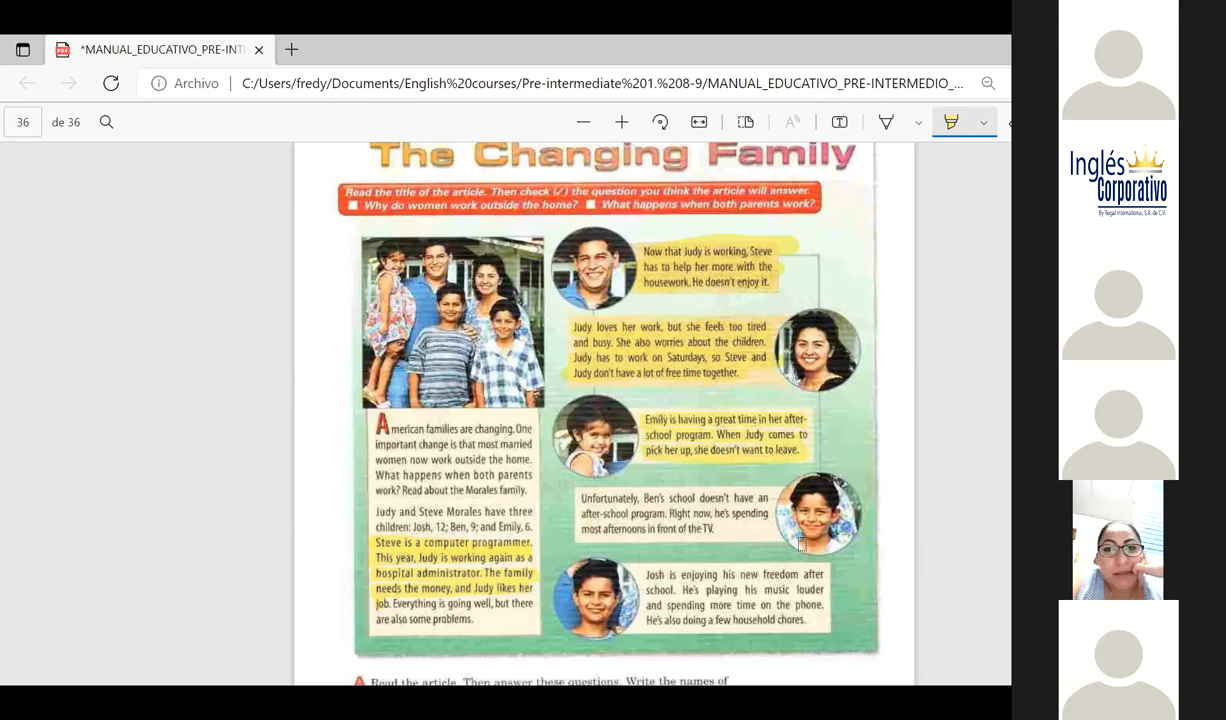 *MANUAL_EDUCATIVO_PRE-INTE
Archivo
C:/Users/fredy/Documents/English%20courses/Pre-intermediate%201.%208-9/MANUAL_EDUCATIVO_PRE-INTERMEDIO_...
36
de 36
The Changing Family
Read the title of the article. Then check (✓) the question you think the article will answer.
Why do women work outside the home?
What happens when both parents work?
Now that Judy is working, Steve
has to help her more with the
housework. He doesn't enjoy it.
Judy loves her work, but she feels too tired
and busy. She also worries about the children.
Judy has to work on Saturdays, so Steve and
Judy don't have a lot of free time together.
Emily is having a great time in her after-
school program. When Judy comes to
pick her up, she doesn't want to leave.
Unfortunately, Ben's school doesn't have an
after-school program. Right now, he's spending
most afternoons in front of the TV.
Josh is enjoying his new freedom after
school. He's playing his music louder
and spending more time on the phone.
He's also doing a few household chores.
American families are changing. One
important change is that most married
women now work outside the home.
What happens when both parents
work? Read about the Morales family.
Judy and Steve Morales have three
children: Josh, 12; Ben, 9; and Emily, 6.
Steve is a computer programmer.
This year, Judy is working again as a
hospital administrator. The family
needs the money, and Judy likes her
job. Everything is going well, but there
are also some problems.
A Read the article. Then answer these questions. Write the names of
Inglés
Corporativo
By Regal International, S.A. de C.V.